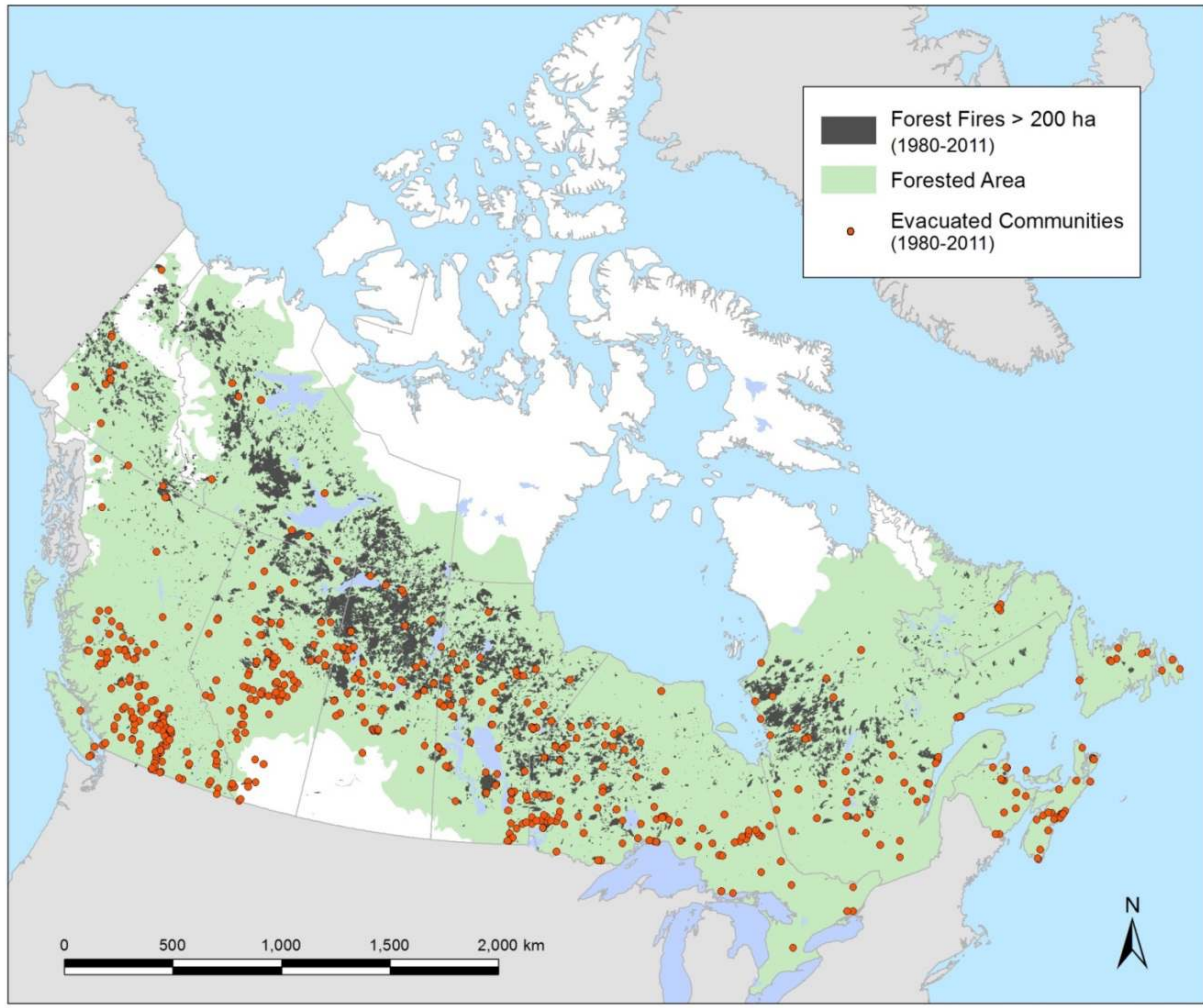 Forest Fires > 200 ha
(1980-2011)
Forested Area
Evacuated Communities
(1980-2011)
N
0 500 1,000 1,500 2,000 km